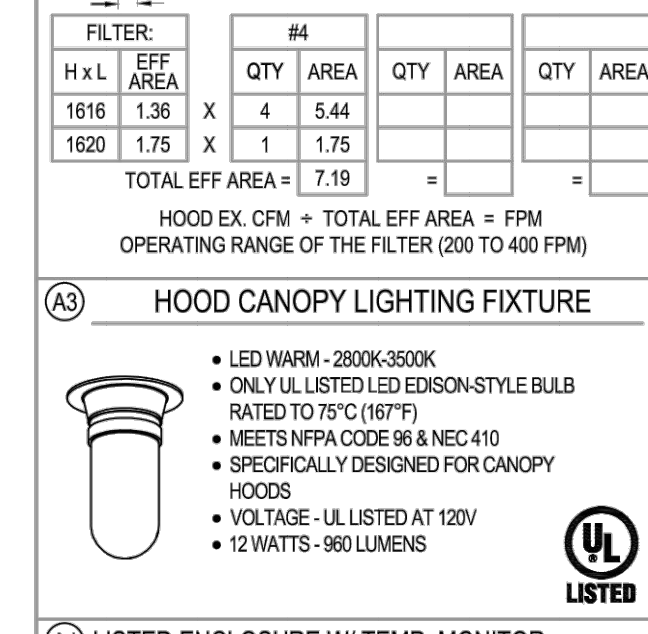 FILTER: #4
H x L EFF AREA QTY AREA QTY AREA QTY AREA
1616 1.36 X 4 5.44
1620 1.75 X 1 1.75
TOTAL EFF AREA = 7.19 = =
HOOD EX. CFM ÷ TOTAL EFF AREA = FPM
OPERATING RANGE OF THE FILTER (200 TO 400 FPM)
A3 HOOD CANOPY LIGHTING FIXTURE
• LED WARM - 2800K-3500K
• ONLY UL LISTED LED EDISON-STYLE BULB
RATED TO 75°C (167°F)
• MEETS NFPA CODE 96 & NEC 410
• SPECIFICALLY DESIGNED FOR CANOPY
HOODS
• VOLTAGE - UL LISTED AT 120V
• 12 WATTS - 960 LUMENS
UL ®
LISTED
LISTED ENCLOSURE W/ TEMP. MONITOR